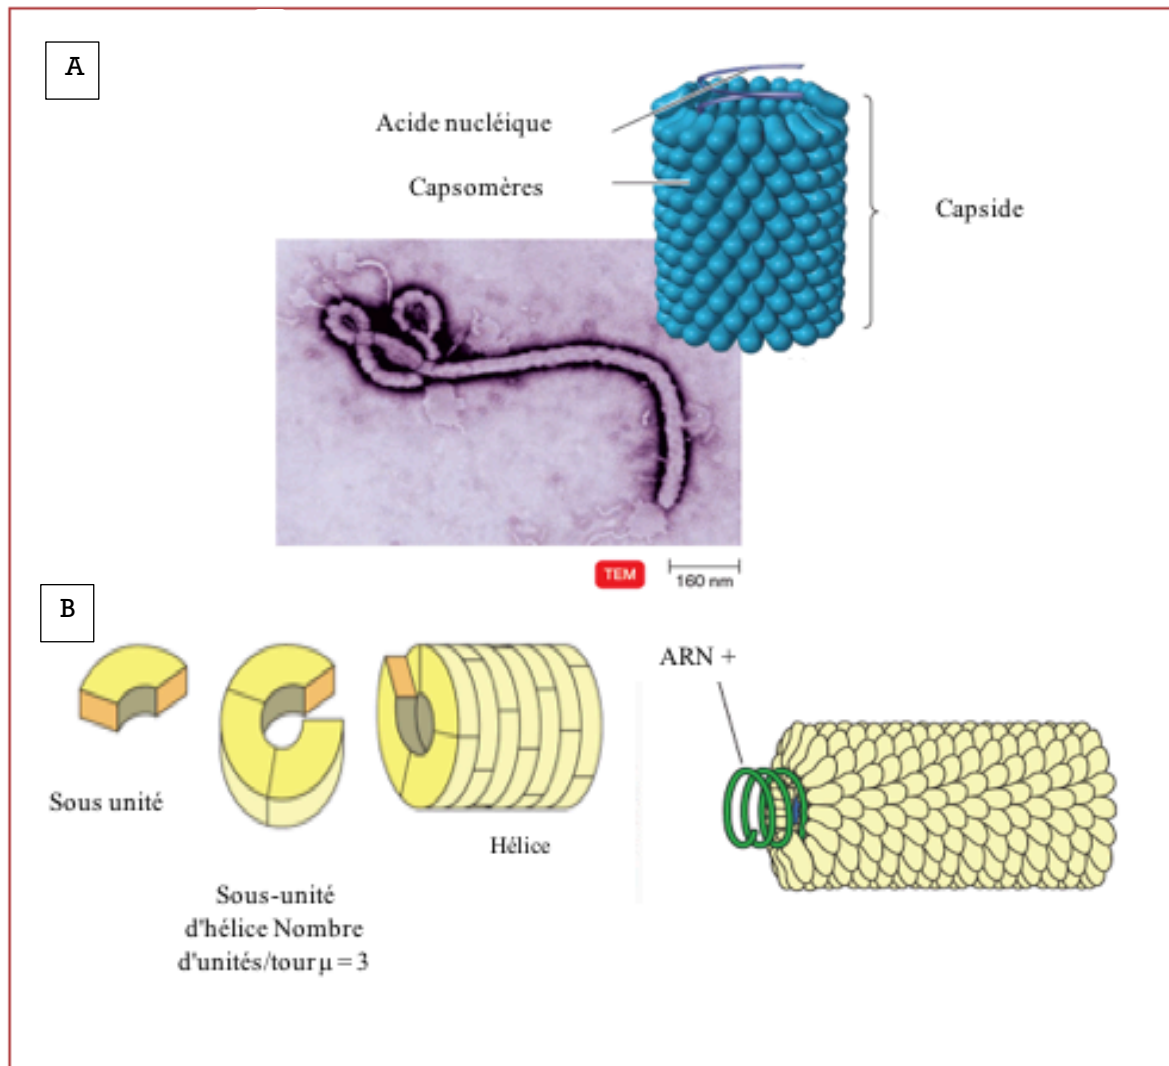 A
Acide nucléique
Capsomères
Capside
TEM
160 nm
B
ARN +
Sous unité
Hélice
Sous-unité
d'hélice Nombre
d'unités/tour µ = 3